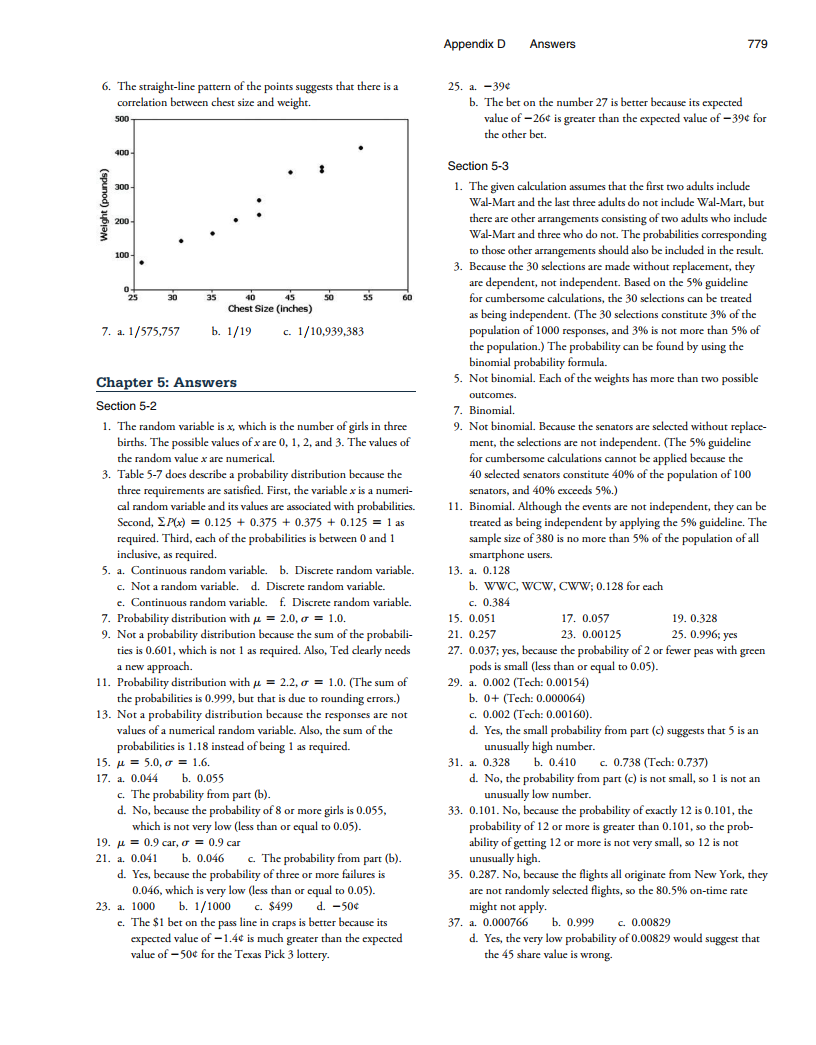 Appendix D Answers 779
6. The straight-line pattern of the points suggests that there is a
correlation between chest size and weight.
500
400
300
200
100
0
Weight (pounds)
25 30 35 40 45 50 55 60
Chest Size (inches)
7. a. 1/575,757 b. 1/19 c. 1/10,939,383
Chapter 5: Answers
Section 5-2
1. The random variable is x, which is the number of girls in three
births. The possible values of x are 0, 1, 2, and 3. The values of
the random value x are numerical.
3. Table 5-7 does describe a probability distribution because the
three requirements are satisfied. First, the variable x is a numeri-
cal random variable and its values are associated with probabilities.
Second, ΣP(x) = 0.125 + 0.375 + 0.375 + 0.125 = 1 as
required. Third, each of the probabilities is between 0 and 1
inclusive, as required.
5. a. Continuous random variable. b. Discrete random variable.
c. Not a random variable. d. Discrete random variable.
e. Continuous random variable. f. Discrete random variable.
7. Probability distribution with μ = 2.0, σ = 1.0.
9. Not a probability distribution because the sum of the probabili-
ties is 0.601, which is not 1 as required. Also, Ted clearly needs
a new approach.
11. Probability distribution with μ = 2.2, σ = 1.0. (The sum of
the probabilities is 0.999, but that is due to rounding errors.)
13. Not a probability distribution because the responses are not
values of a numerical random variable. Also, the sum of the
probabilities is 1.18 instead of being 1 as required.
15. μ = 5.0, σ = 1.6.
17. a. 0.044 b. 0.055
c. The probability from part (b).
d. No, because the probability of 8 or more girls is 0.055,
which is not very low (less than or equal to 0.05).
19. μ = 0.9 car, σ = 0.9 car
21. a. 0.041 b. 0.046 c. The probability from part (b).
d. Yes, because the probability of three or more failures is
0.046, which is very low (less than or equal to 0.05).
23. a. 1000 b. 1/1000 c. $499 d. −50¢
e. The $1 bet on the pass line in craps is better because its
expected value of −1.4¢ is much greater than the expected
value of −50¢ for the Texas Pick 3 lottery.
25. a. −39¢
b. The bet on the number 27 is better because its expected
value of −26¢ is greater than the expected value of −39¢ for
the other bet.
Section 5-3
1. The given calculation assumes that the first two adults include
Wal-Mart and the last three adults do not include Wal-Mart, but
there are other arrangements consisting of two adults who include
Wal-Mart and three who do not. The probabilities corresponding
to those other arrangements should also be included in the result.
3. Because the 30 selections are made without replacement, they
are dependent, not independent. Based on the 5% guideline
for cumbersome calculations, the 30 selections can be treated
as being independent. (The 30 selections constitute 3% of the
population of 1000 responses, and 3% is not more than 5% of
the population.) The probability can be found by using the
binomial probability formula.
5. Not binomial. Each of the weights has more than two possible
outcomes.
7. Binomial.
9. Not binomial. Because the senators are selected without replace-
ment, the selections are not independent. (The 5% guideline
for cumbersome calculations cannot be applied because the
40 selected senators constitute 40% of the population of 100
senators, and 40% exceeds 5%.)
11. Binomial. Although the events are not independent, they can be
treated as being independent by applying the 5% guideline. The
sample size of 380 is no more than 5% of the population of all
smartphone users.
13. a. 0.128
b. WWC, WCW, CWW; 0.128 for each
c. 0.384
15. 0.051 17. 0.057 19. 0.328
21. 0.257 23. 0.00125 25. 0.996; yes
27. 0.037; yes, because the probability of 2 or fewer peas with green
pods is small (less than or equal to 0.05).
29. a. 0.002 (Tech: 0.00154)
b. 0+ (Tech: 0.000064)
c. 0.002 (Tech: 0.00160).
d. Yes, the small probability from part (c) suggests that 5 is an
unusually high number.
31. a. 0.328 b. 0.410 c. 0.738 (Tech: 0.737)
d. No, the probability from part (c) is not small, so 1 is not an
unusually low number.
33. 0.101. No, because the probability of exactly 12 is 0.101, the
probability of 12 or more is greater than 0.101, so the prob-
ability of getting 12 or more is not very small, so 12 is not
unusually high.
35. 0.287. No, because the flights all originate from New York, they
are not randomly selected flights, so the 80.5% on-time rate
might not apply.
37. a. 0.000766 b. 0.999 c. 0.00829
d. Yes, the very low probability of 0.00829 would suggest that
the 45 share value is wrong.